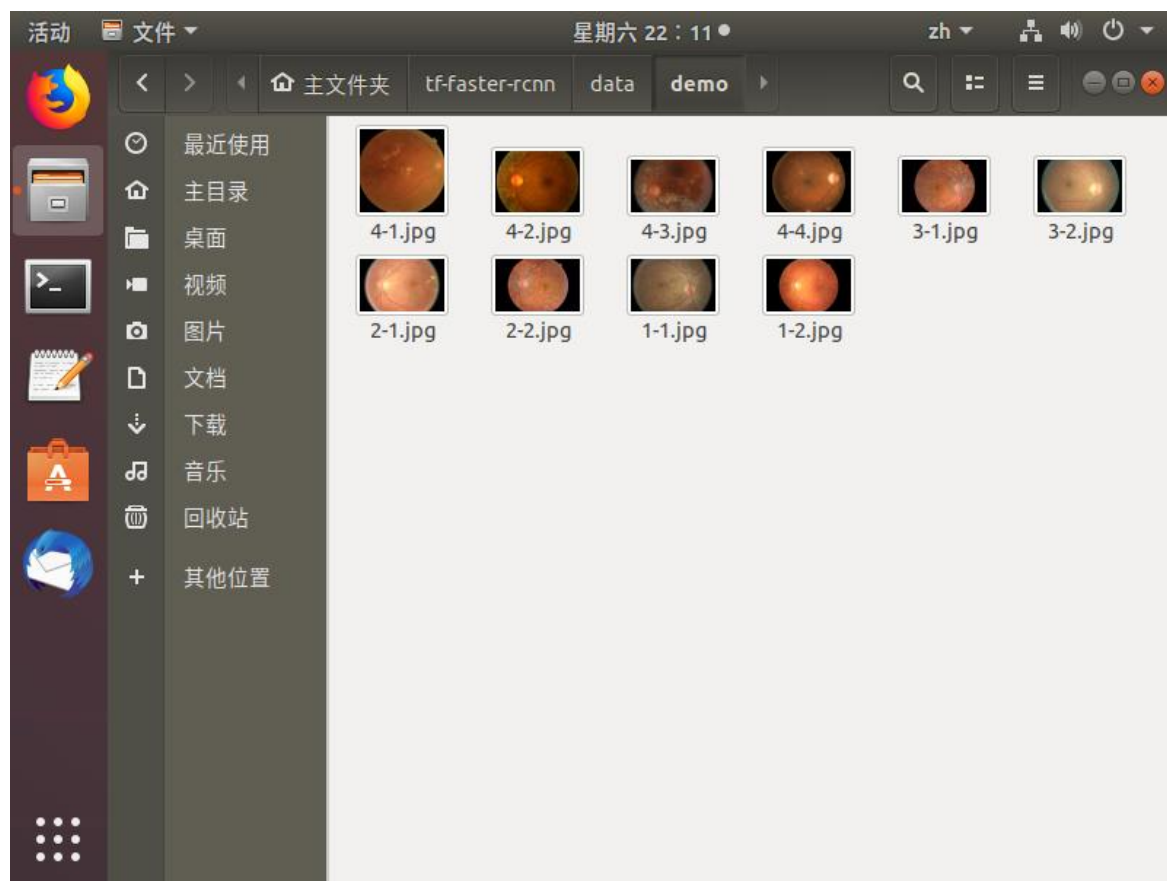 活动 文件 星期六 22：11 zh
主文件夹 tf-faster-rcnn data demo
最近使用
主目录
桌面
视频
图片
文档
下载
音乐
回收站
其他位置
4-1.jpg 4-2.jpg 4-3.jpg 4-4.jpg 3-1.jpg 3-2.jpg
2-1.jpg 2-2.jpg 1-1.jpg 1-2.jpg